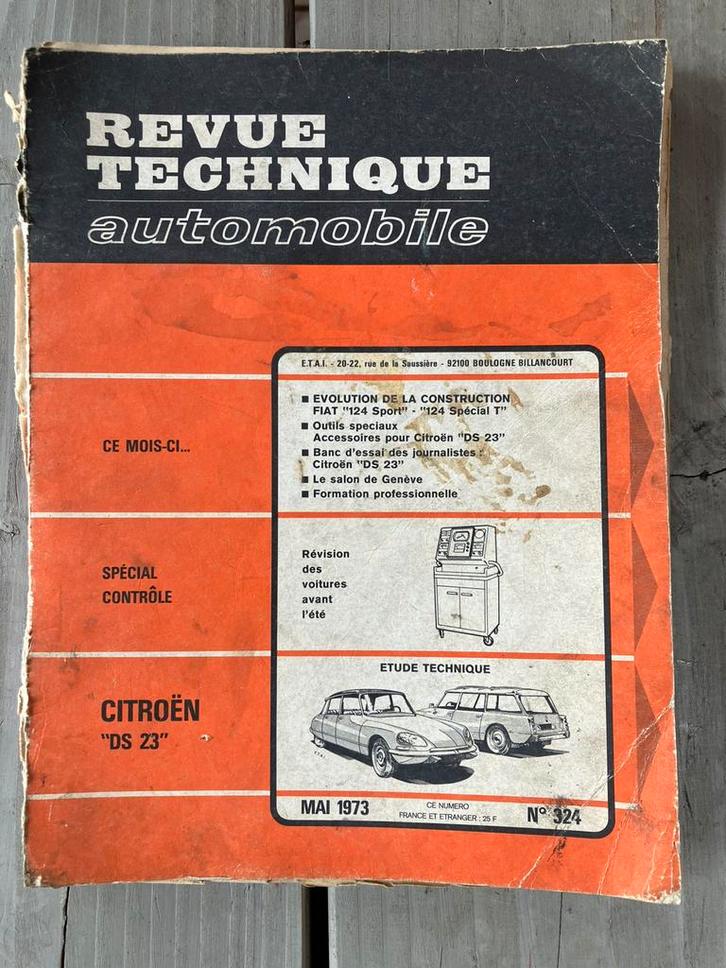 REVUE
TECHNIQUE
automobile
E.T.A.I. - 20-22, rue de la Saussière - 92100 BOULOGNE BILLANCOURT
CE MOIS-CI...
■ EVOLUTION DE LA CONSTRUCTION
FIAT "124 Sport" - "124 Spécial T"
■ Outils speciaux
Accessoires pour Citroën "DS 23"
■ Banc d'essai des journalistes :
Citroën "DS 23"
■ Le salon de Genève
■ Formation professionnelle
SPÉCIAL
CONTRÔLE
Révision
des
voitures
avant
l'été
CITROËN
"DS 23"
ETUDE TECHNIQUE
MAI 1973
CE NUMERO
FRANCE ET ETRANGER : 25 F
N° 324